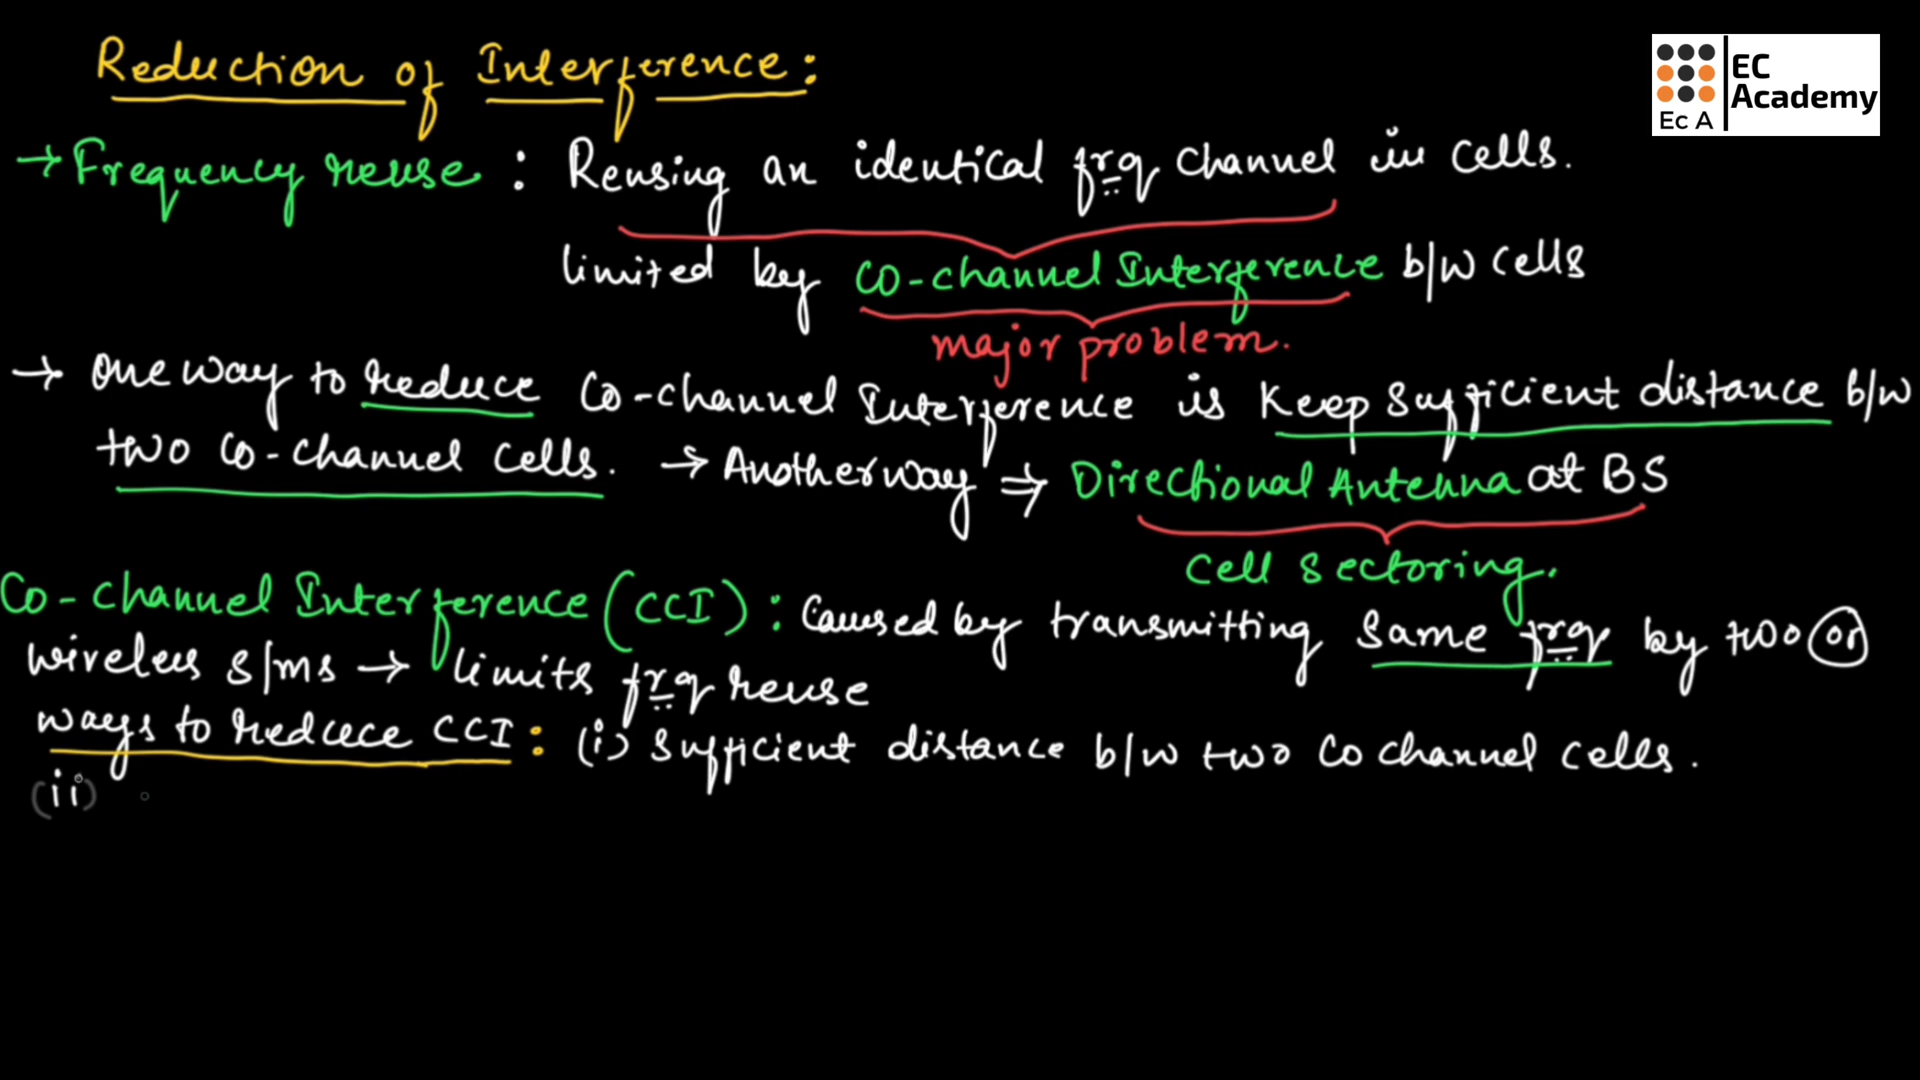 Reduction of Interference:
EC
Academy
Ec A
→ Frequency reuse : Reusing an identical frq channel in cells.
limited by CO-channel Interference b/w cells
major problem.
→ One way to reduce Co-channel Interference is keep sufficient distance b/w
two Co-channel cells. → Another way ⇒ Directional Antenna at BS
cell sectoring.
Co-channel Interference (CCI) : Caused by transmitting same frq by two or
wireless s/ms → limits frq reuse
ways to reduce CCI : (i) sufficient distance b/w two Co channel cells.
(ii)